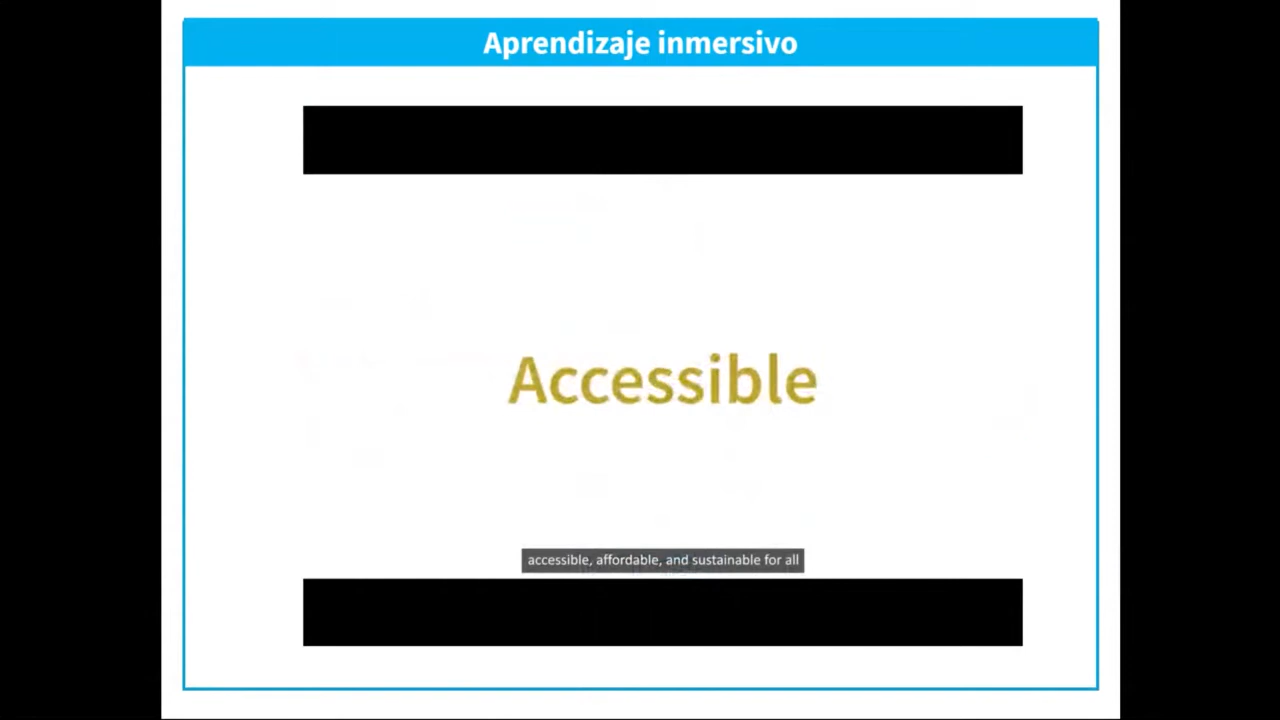 Aprendizaje inmersivo
Accessible
accessible, affordable, and sustainable for all